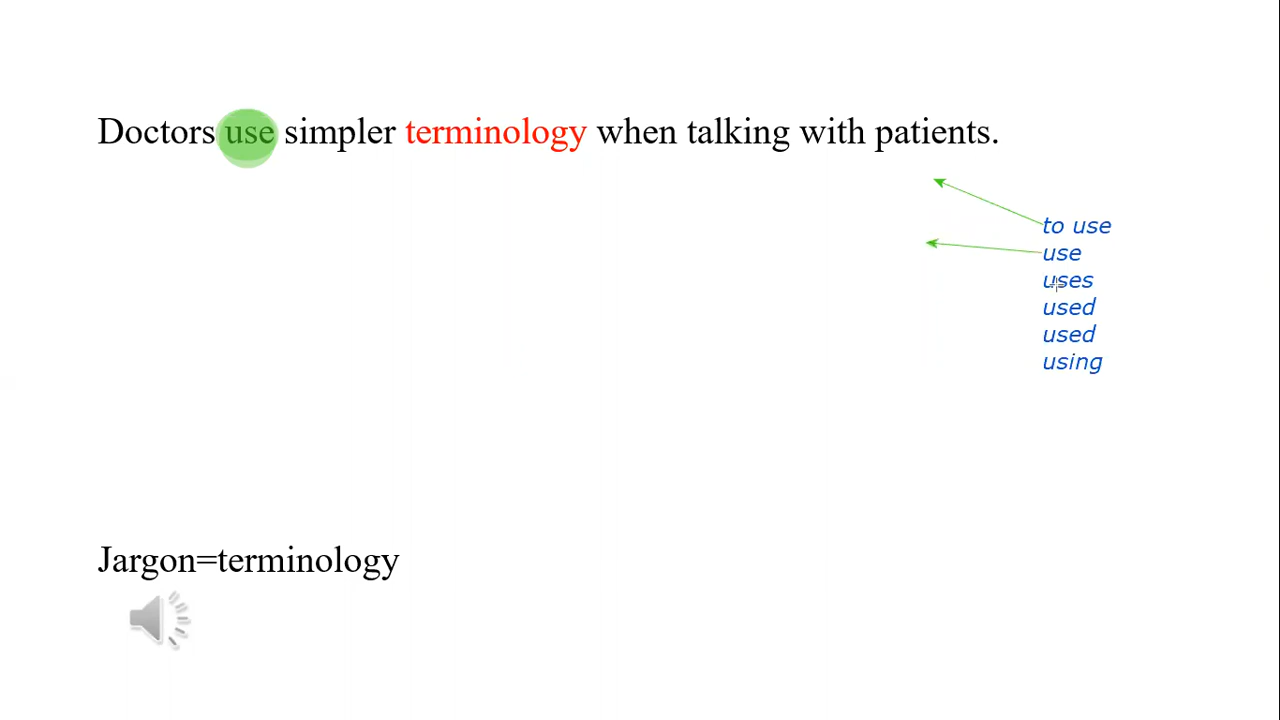 Doctors use simpler terminology when talking with patients.
to use
use
uses
used
used
using
Jargon=terminology